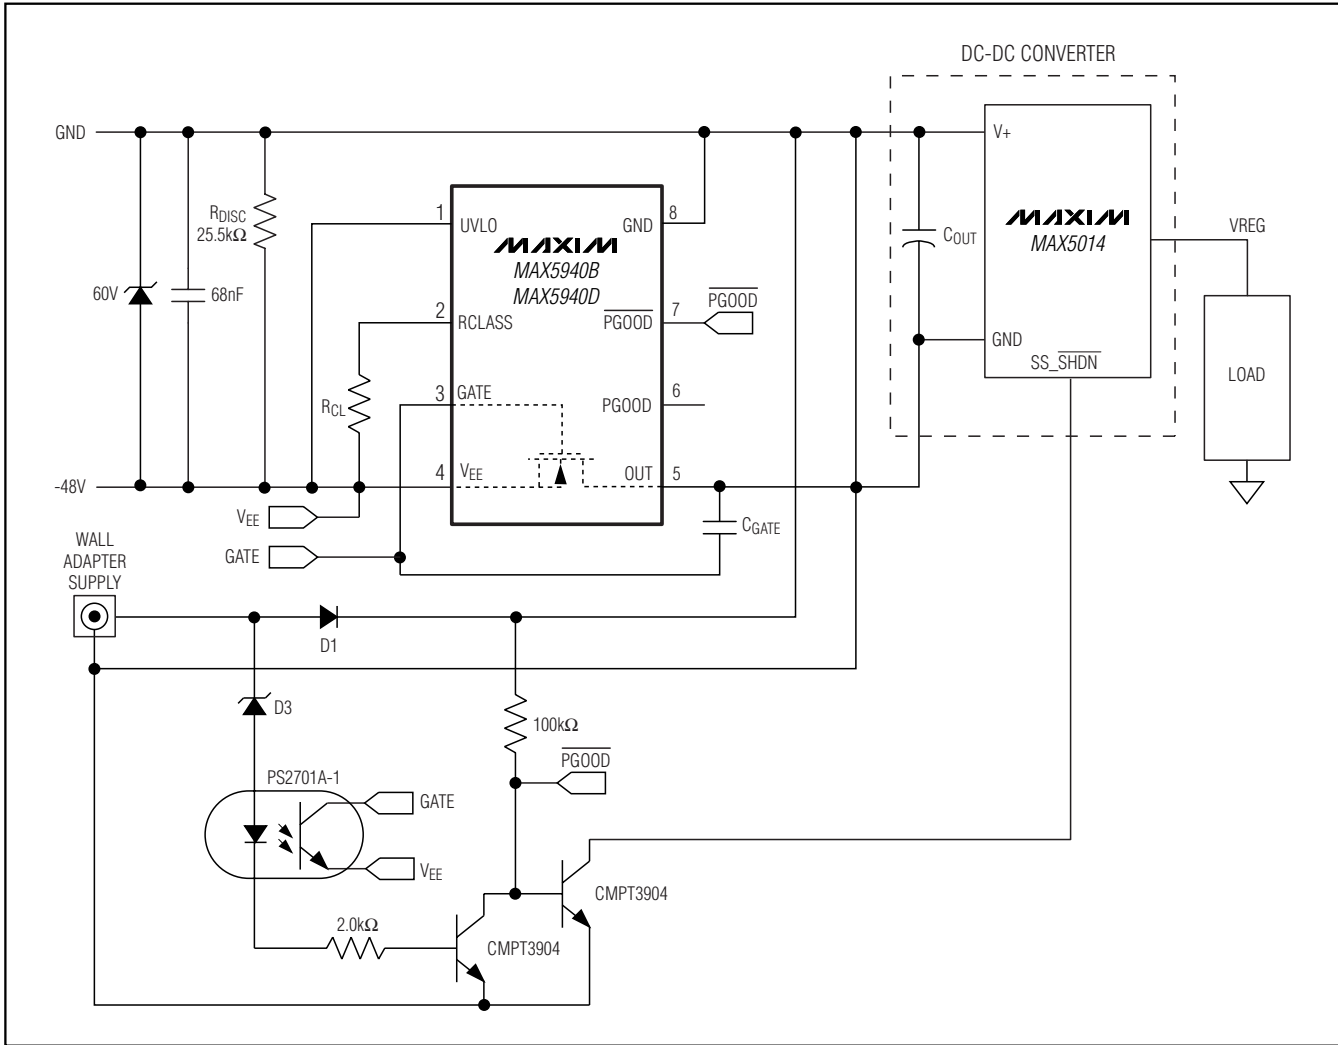 DC-DC CONVERTER
GND
V+
1
UVLO
GND
8
RDISC
25.5kΩ
MAXIM
MAX5940B
MAX5940D
MAXIM
MAX5014
COUT
VREG
60V
68nF
2
RCLASS
PGOOD
7
PGOOD
GND
SS_SHDN
LOAD
RCL
3
GATE
PGOOD
6
-48V
4
VEE
OUT
5
VEE
CGATE
GATE
WALL
ADAPTER
SUPPLY
D1
D3
100kΩ
PGOOD
PS2701A-1
GATE
VEE
CMPT3904
2.0kΩ
CMPT3904